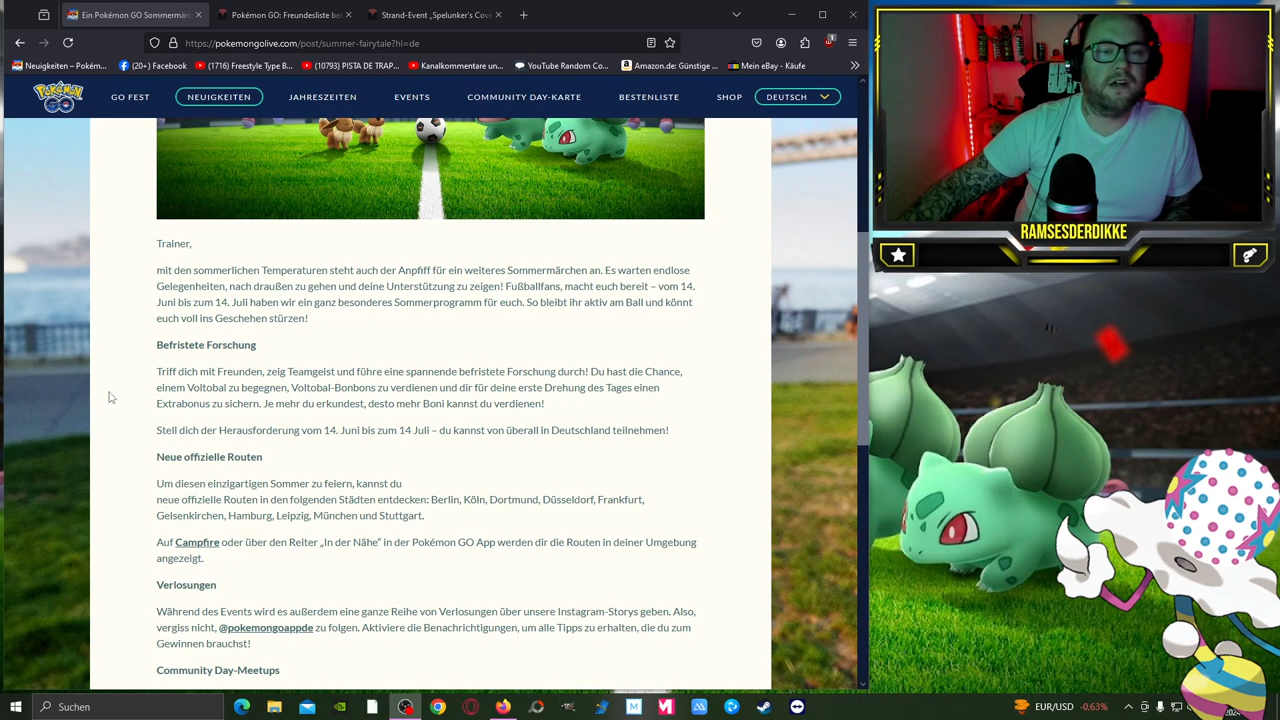 Ein Pokémon GO Sommermärc
Pokémon GO: Freundesliste be
Strand-Event „Spelunker's Cove
https://pokemongolive.com/post/summer-fairytale?hl=de
Neuigkeiten – Pokém...
(20+) Facebook
(1716) Freestyle Type B...
(10793) PISTA DE TRAP...
Kanalkommentare un...
YouTube Random Co...
Amazon.de: Günstige ...
Mein eBay - Käufe
Pokémon GO
GO FEST
NEUIGKEITEN
JAHRESZEITEN
EVENTS
COMMUNITY DAY-KARTE
BESTENLISTE
SHOP
DEUTSCH
Trainer,
mit den sommerlichen Temperaturen steht auch der Anpfiff für ein weiteres Sommermärchen an. Es warten endlose
Gelegenheiten, nach draußen zu gehen und deine Unterstützung zu zeigen! Fußballfans, macht euch bereit – vom 14.
Juni bis zum 14. Juli haben wir ein ganz besonderes Sommerprogramm für euch. So bleibt ihr aktiv am Ball und könnt
euch voll ins Geschehen stürzen!
Befristete Forschung
Triff dich mit Freunden, zeig Teamgeist und führe eine spannende befristete Forschung durch! Du hast die Chance,
einem Voltobal zu begegnen, Voltobal-Bonbons zu verdienen und dir für deine erste Drehung des Tages einen
Extrabonus zu sichern. Je mehr du erkundest, desto mehr Boni kannst du verdienen!
Stell dich der Herausforderung vom 14. Juni bis zum 14 Juli – du kannst von überall in Deutschland teilnehmen!
Neue offizielle Routen
Um diesen einzigartigen Sommer zu feiern, kannst du
neue offizielle Routen in den folgenden Städten entdecken: Berlin, Köln, Dortmund, Düsseldorf, Frankfurt,
Gelsenkirchen, Hamburg, Leipzig, München und Stuttgart.
Auf Campfire oder über den Reiter „In der Nähe" in der Pokémon GO App werden dir die Routen in deiner Umgebung
angezeigt.
Verlosungen
Während des Events wird es außerdem eine ganze Reihe von Verlosungen über unsere Instagram-Storys geben. Also,
vergiss nicht, @pokemongoappde zu folgen. Aktiviere die Benachrichtigungen, um alle Tipps zu erhalten, die du zum
Gewinnen brauchst!
Community Day-Meetups
RAMSESDERDIKKE
Suchen
EUR/USD
-0,63%